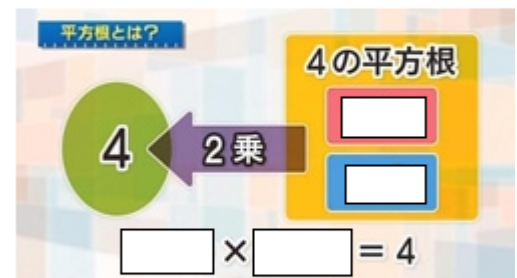 平方根とは?
4の平方根
4
2乗
× = 4